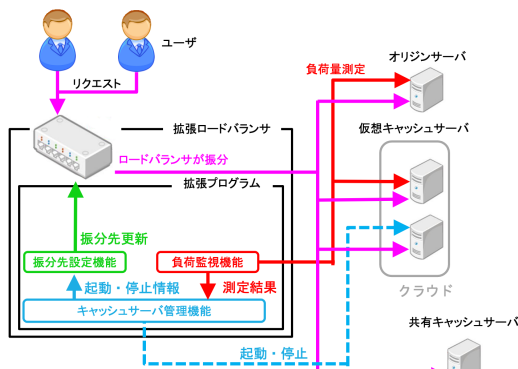 ユーザ
リクエスト
オリジンサーバ
負荷量測定
拡張ロードバランサ
仮想キャッシュサーバ
ロードバランサが振分
拡張プログラム
振分先更新
振分先設定機能
負荷監視機能
起動・停止情報
測定結果
クラウド
キャッシュサーバ管理機能
共有キャッシュサーバ
起動・停止